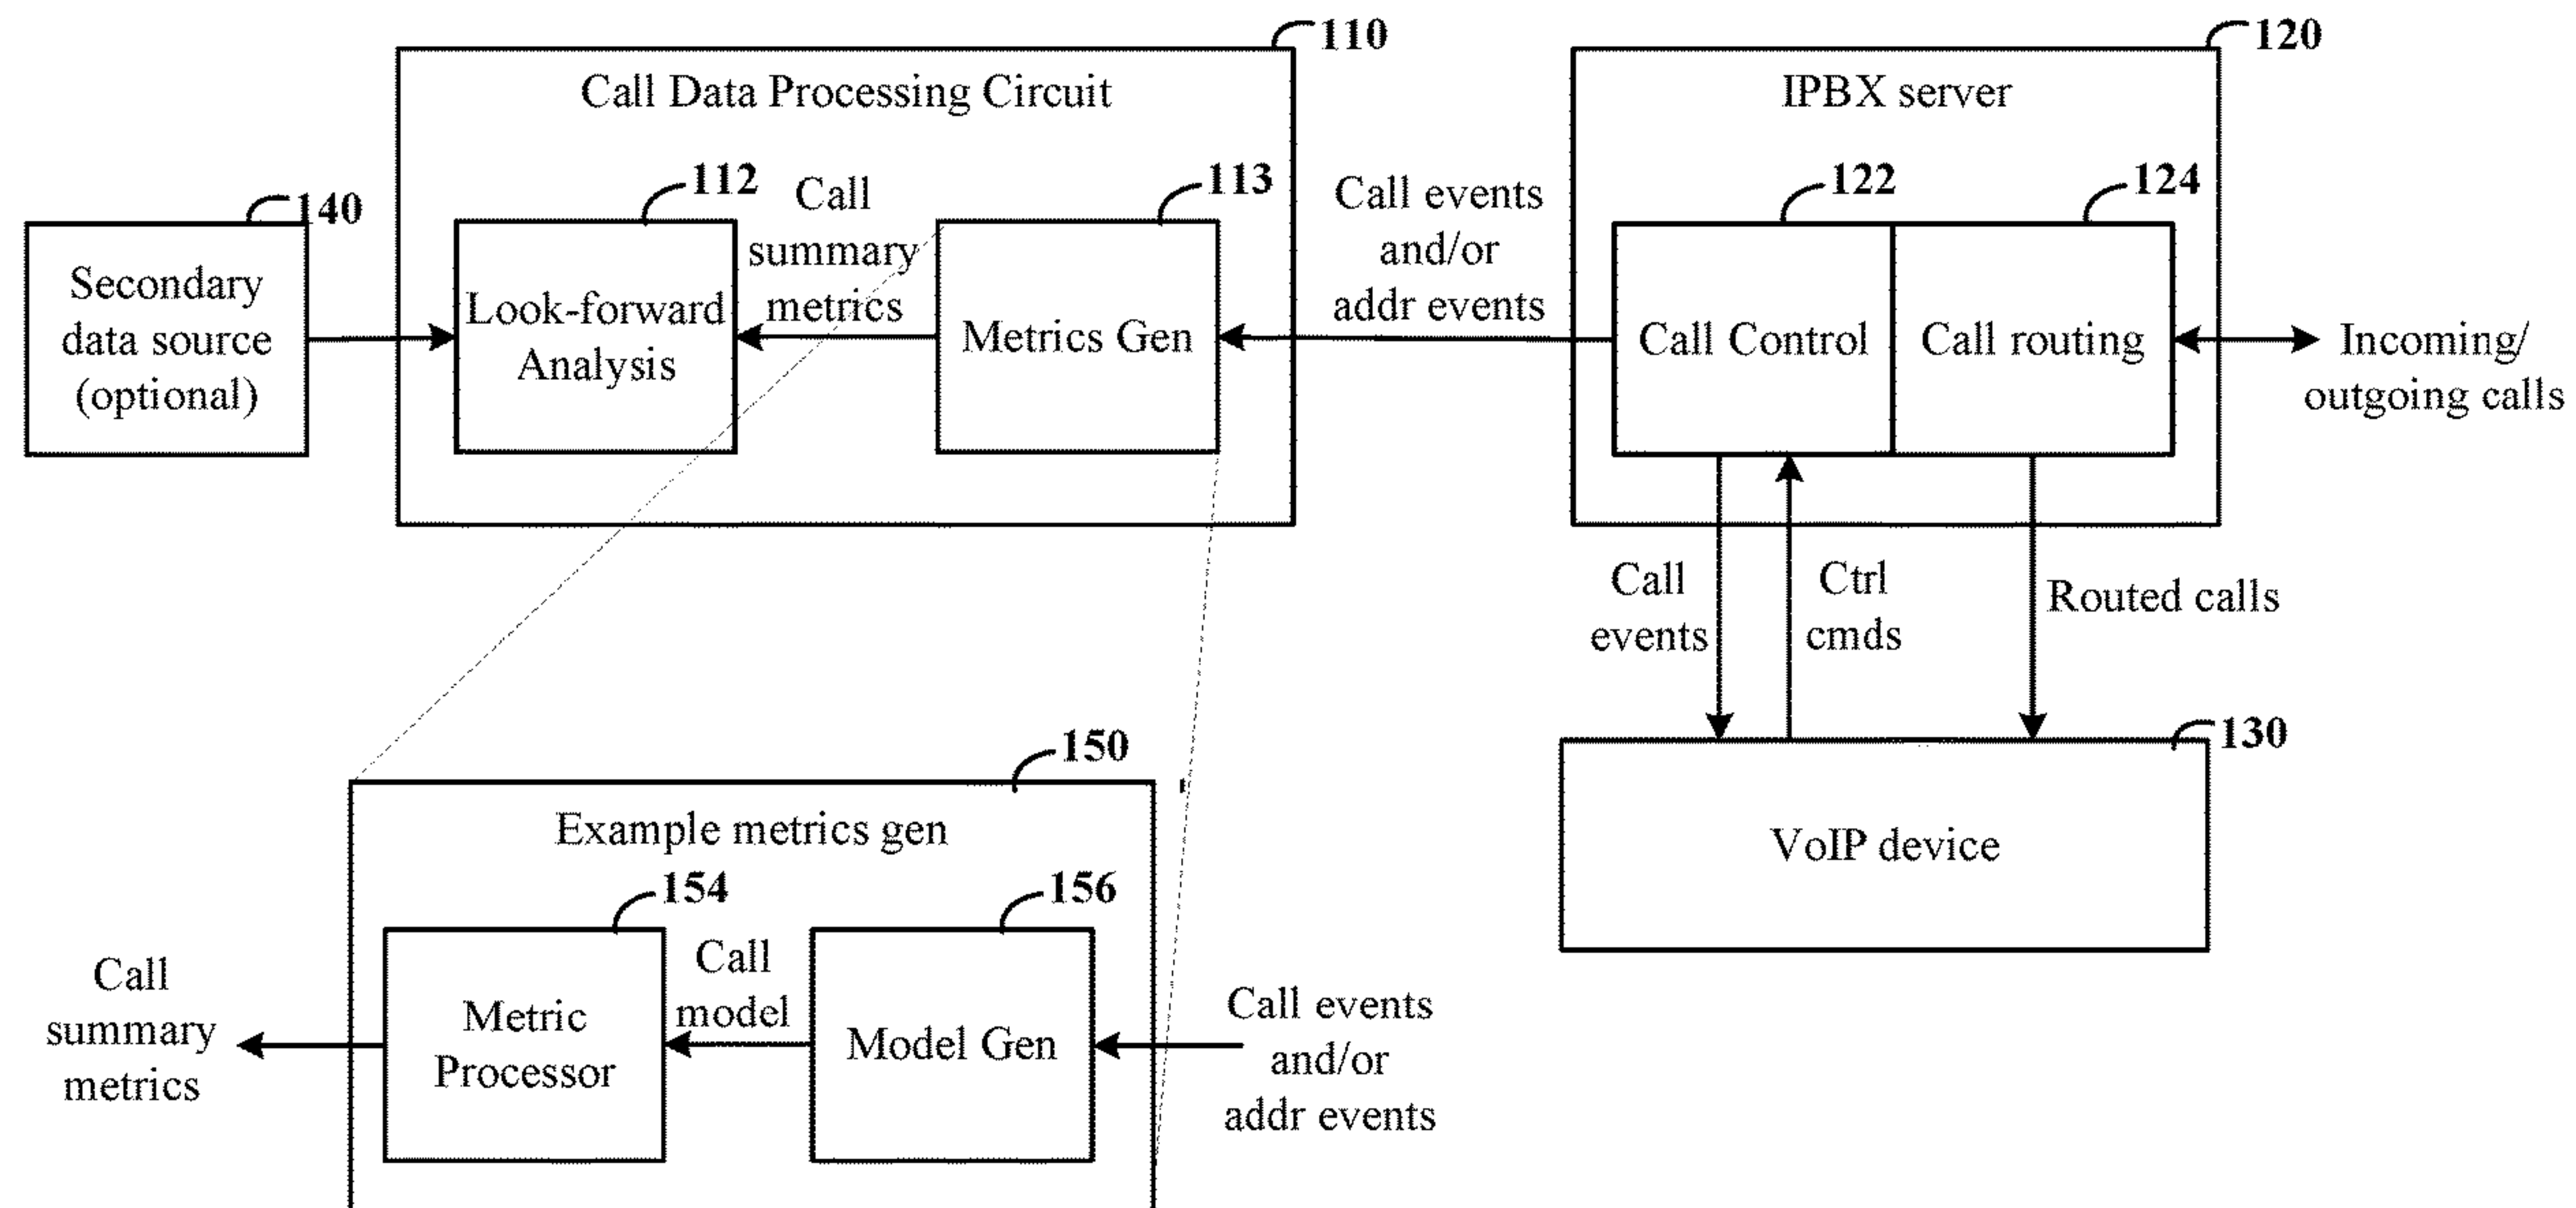 110
120
Call Data Processing Circuit
IPBX server
140
112
Call
summary
metrics
113
Call events
and/or
addr events
122
124
Secondary
data source
(optional)
Look-forward
Analysis
Metrics Gen
Call Control
Call routing
Incoming/
outgoing calls
Call
events
Ctrl
cmds
Routed calls
130
VoIP device
150
Example metrics gen
154
156
Call
summary
metrics
Metric
Processor
Call
model
Model Gen
Call events
and/or
addr events